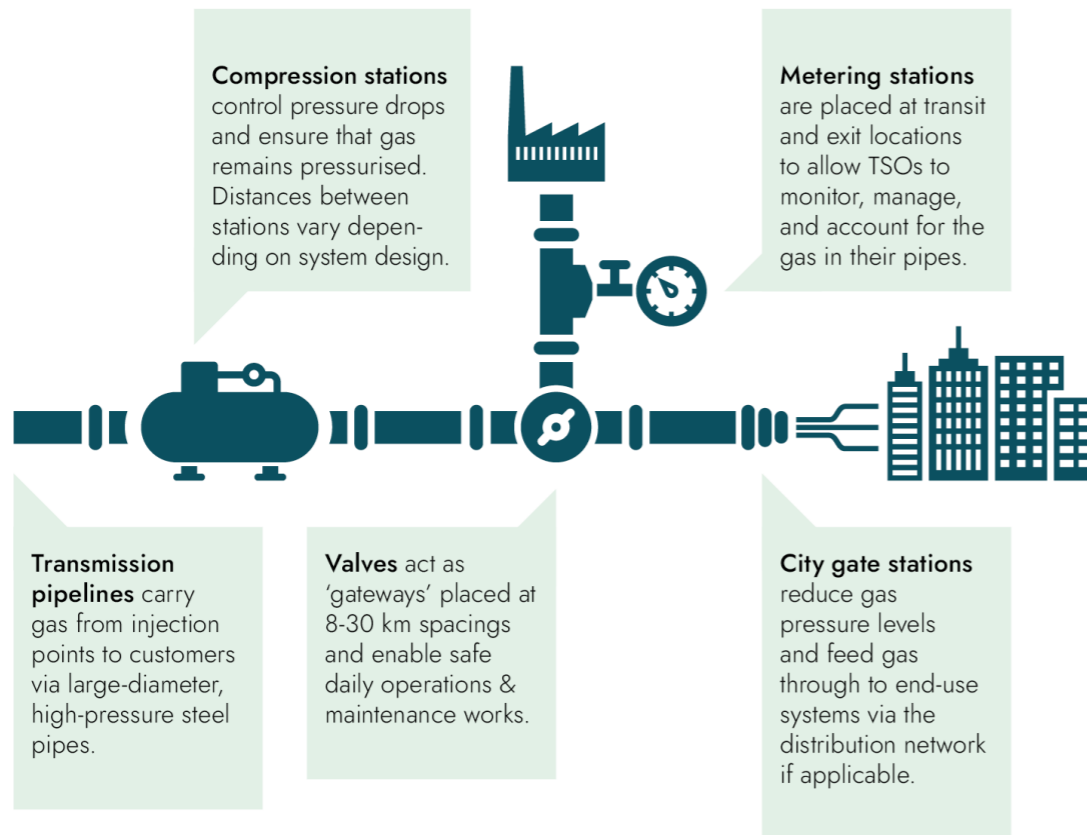 Compression stations
control pressure drops
and ensure that gas
remains pressurised.
Distances between
stations vary depen-
ding on system design.
Metering stations
are placed at transit
and exit locations
to allow TSOs to
monitor, manage,
and account for the
gas in their pipes.
Transmission
pipelines carry
gas from injection
points to customers
via large-diameter,
high-pressure steel
pipes.
Valves act as
‘gateways’ placed at
8-30 km spacings
and enable safe
daily operations &
maintenance works.
City gate stations
reduce gas
pressure levels
and feed gas
through to end-use
systems via the
distribution network
if applicable.